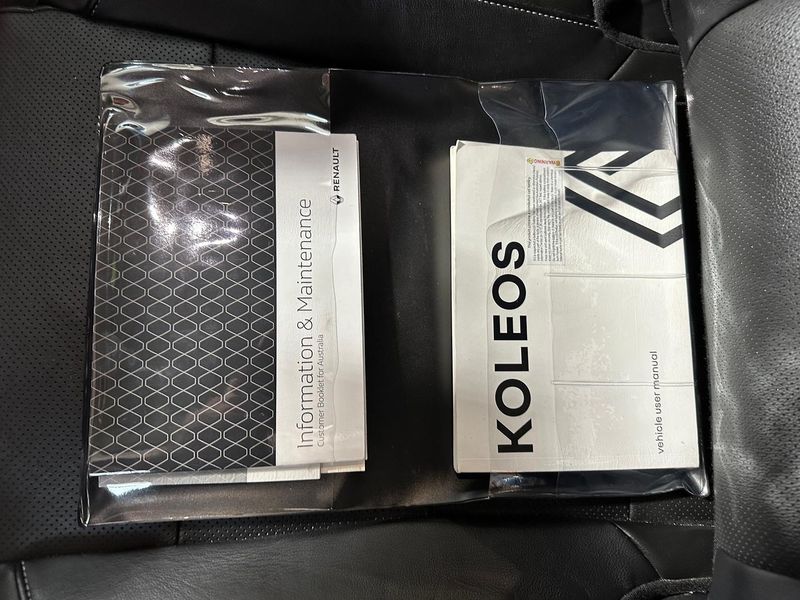 RENAULT
Information & Maintenance
Customer Booklet for Australia
WARNING
KOLEOS
vehicle user manual